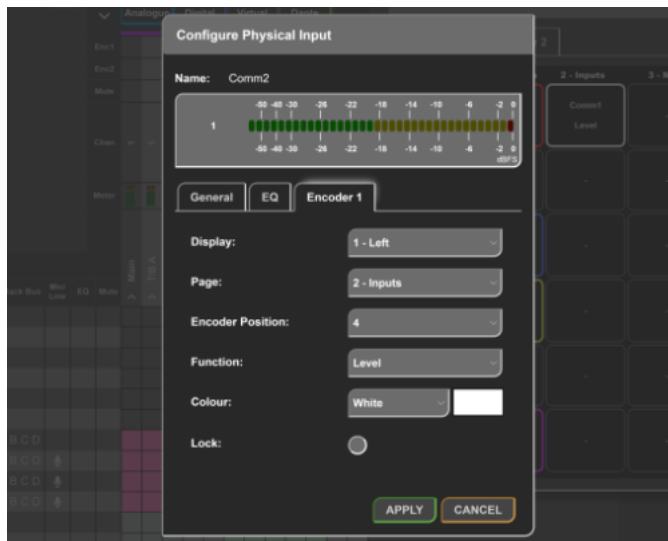 Analogue Digital Virtual Dante
Configure Physical Input
2
Enc1
Enc2
Mute
Name: Comm2
2 - Inputs
Comm1
Level
-50 -40 -30 -26 -22 -18 -14 -10 -6 -2 0
1
-50 -40 -30 -26 -22 -18 -14 -10 -6 -2 0
dBFS
Chan
Meter
General EQ Encoder 1
Display: 1 - Left
Page: 2 - Inputs
Main
Encoder Position: 4
EQ Mute
Function: Level
Colour: White
Lock:
B C D
B C D
B C D
B C D
APPLY CANCEL